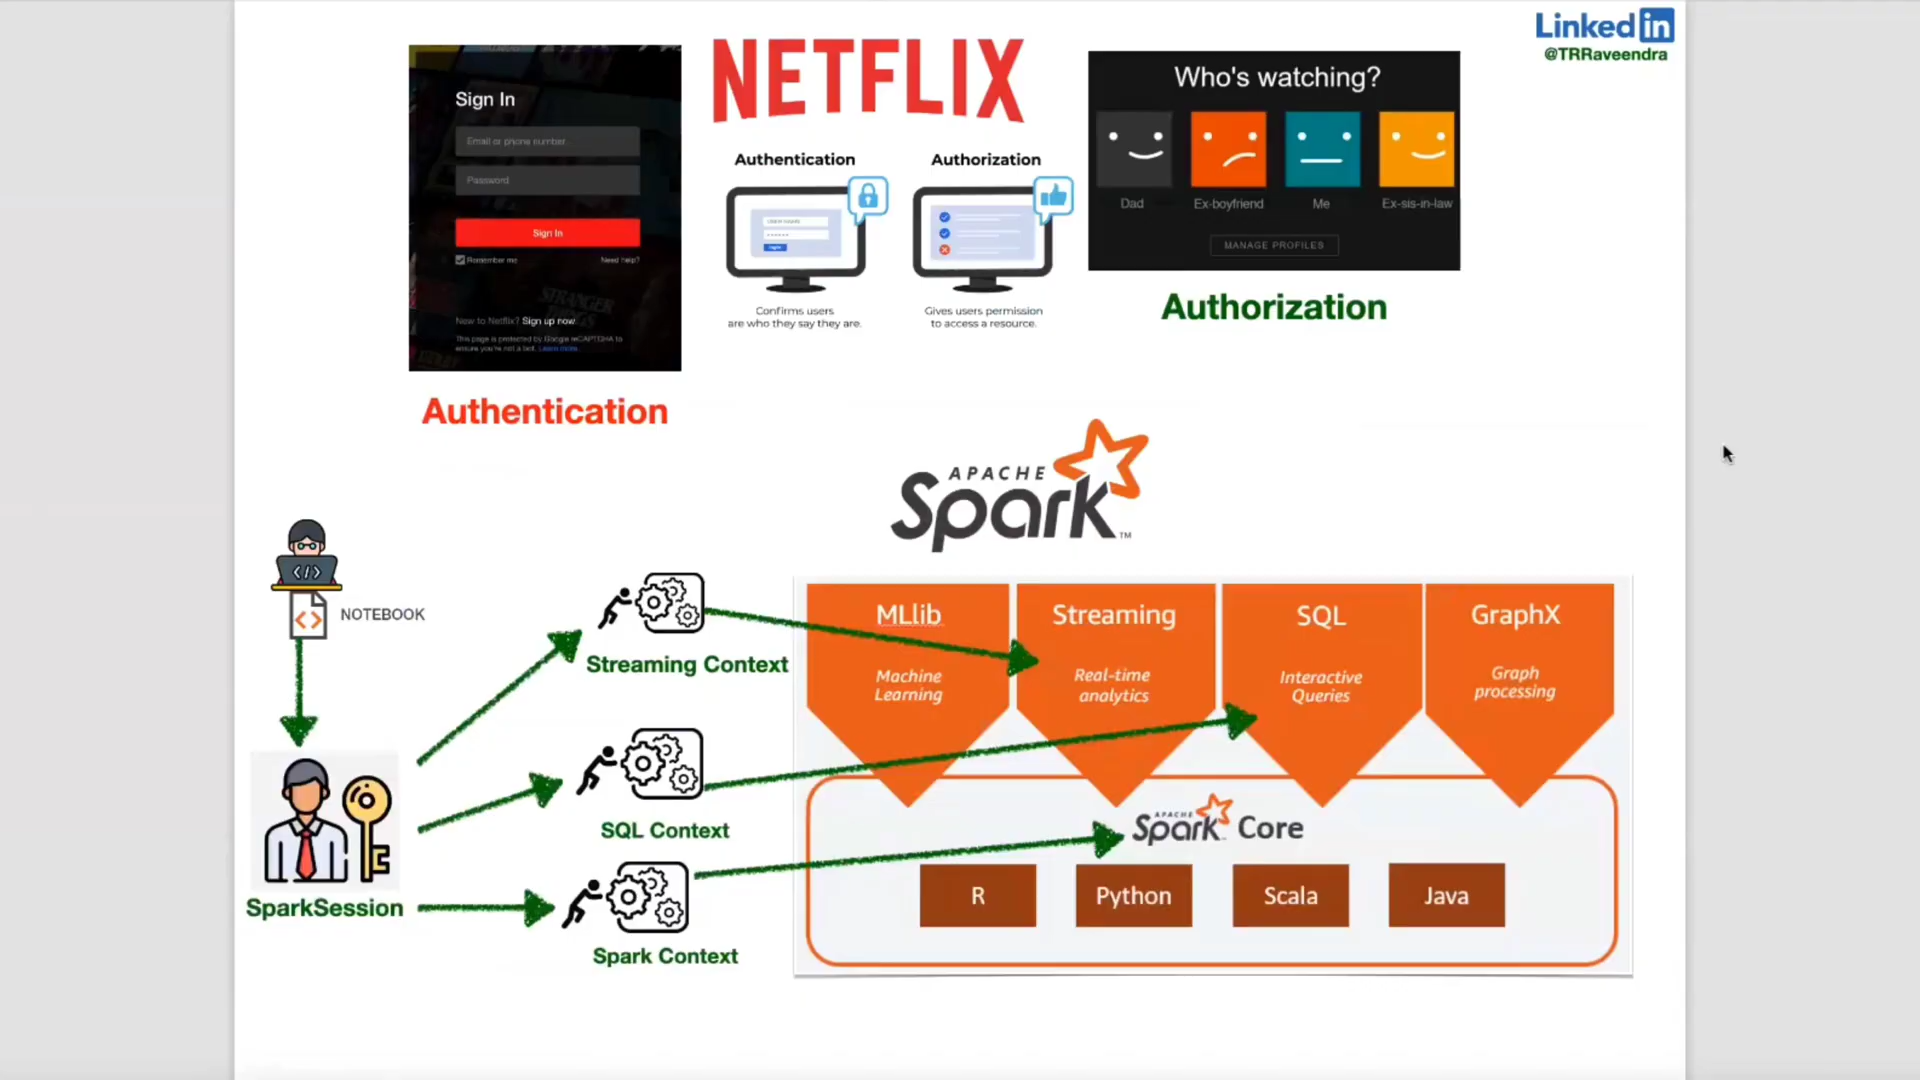 Linked in
@TRRaveendra
NETFLIX
Sign In
Email or phone number
Password
Sign In
Remember me
Need help?
STRANGER
New to Netflix? Sign up now.
This page is protected by Google reCAPTCHA to
ensure you're not a bot. Learn more.
Authentication
Authentication
Confirms users
are who they say they are.
Authorization
Gives users permission
to access a resource.
Who's watching?
Dad
Ex-boyfriend
Me
Ex-sis-in-law
MANAGE PROFILES
Authorization
APACHE
Spark™
</>
NOTEBOOK
SparkSession
Streaming Context
SQL Context
Spark Context
MLlib
Machine
Learning
Streaming
Real-time
analytics
SQL
Interactive
Queries
GraphX
Graph
processing
APACHE
Spark Core
R
Python
Scala
Java